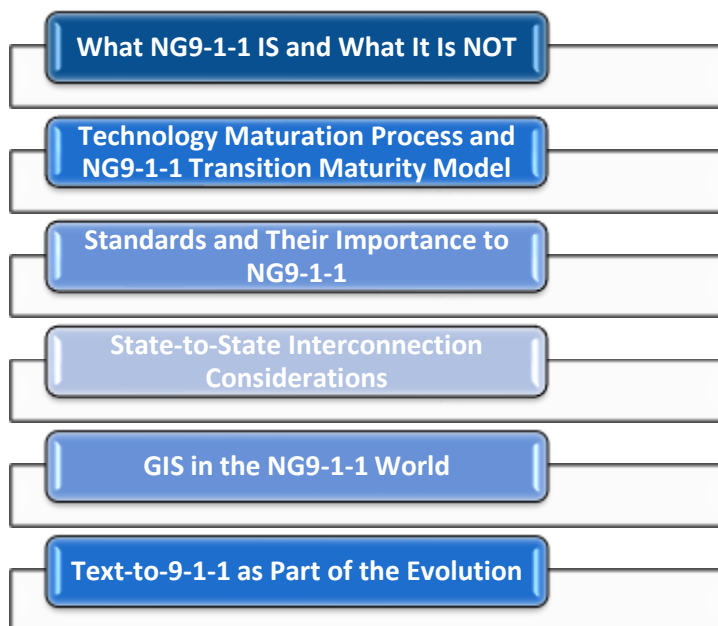 What NG9-1-1 IS and What It Is NOT
Technology Maturation Process and
NG9-1-1 Transition Maturity Model
Standards and Their Importance to
NG9-1-1
State-to-State Interconnection
Considerations
GIS in the NG9-1-1 World
Text-to-9-1-1 as Part of the Evolution